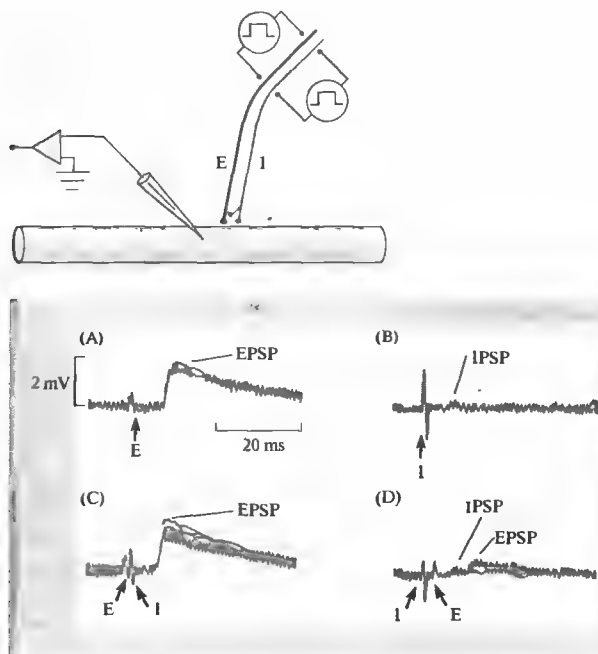 E I
(A) (B)
EPSP
IPSP
2 mV
20 ms
E
I
(C) (D)
EPSP
IPSP
EPSP
E I
I E